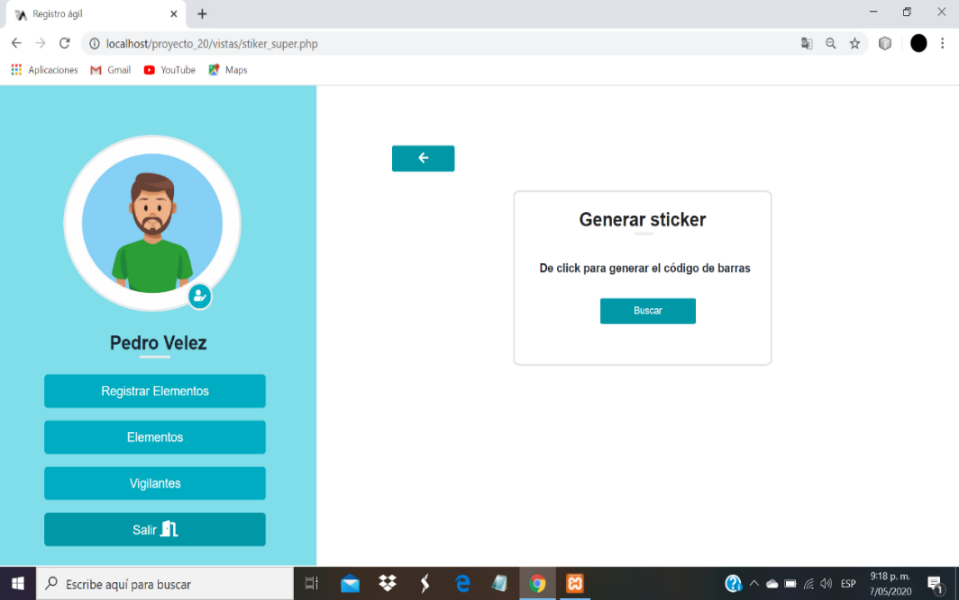 Registro ágil
localhost/proyecto_20/vistas/stiker_super.php
Aplicaciones Gmail YouTube Maps
Generar sticker
De click para generar el código de barras
Buscar
Pedro Velez
Registrar Elementos
Elementos
Vigilantes
Salir
Escribe aquí para buscar
ESP
9:18 p. m.
7/05/2020
1